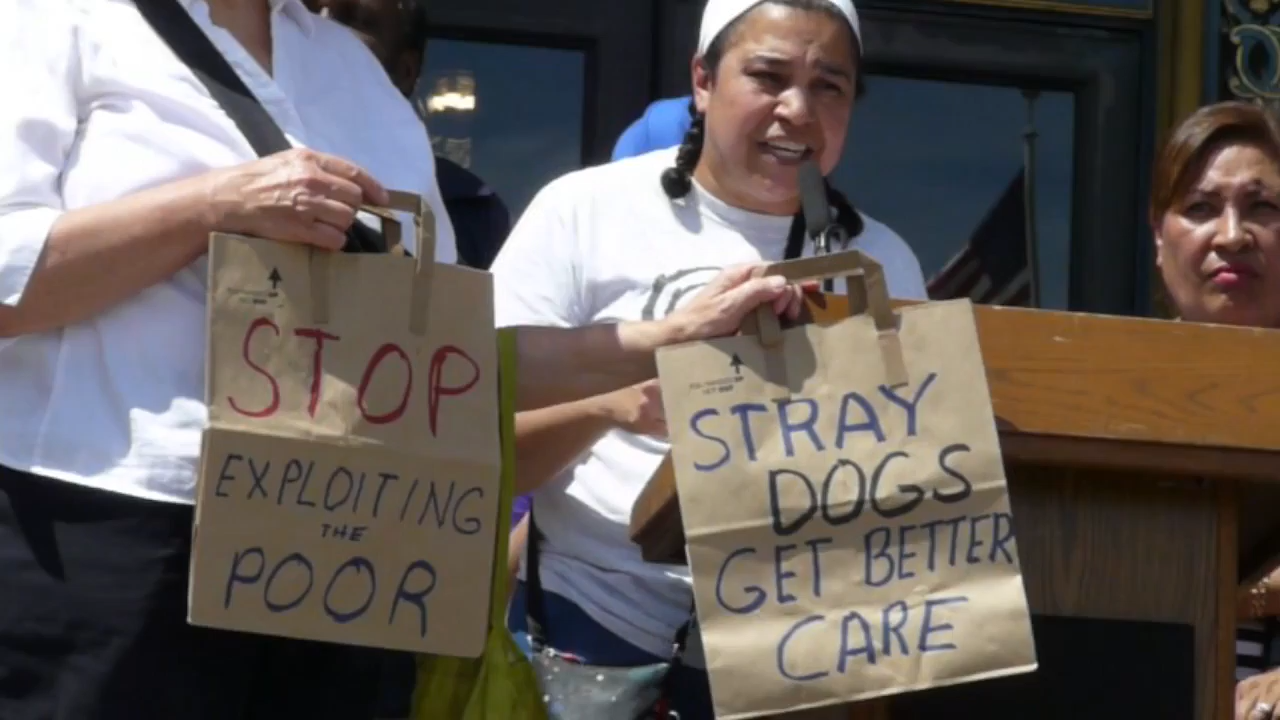 STOP
EXPLOITING
THE
POOR
STRAY
DOGS
GET BETTER
CARE